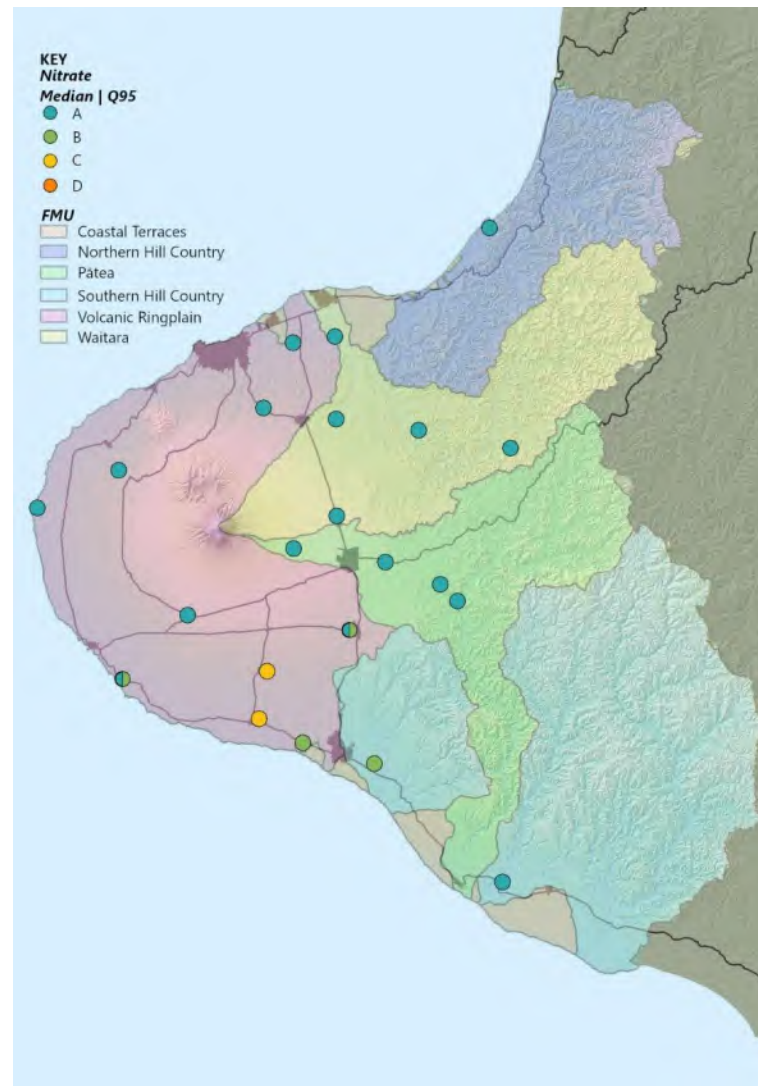 KEY
Nitrate
Median | Q95
A
B
C
D
FMU
Coastal Terraces
Northern Hill Country
Pātea
Southern Hill Country
Volcanic Ringplain
Waitara